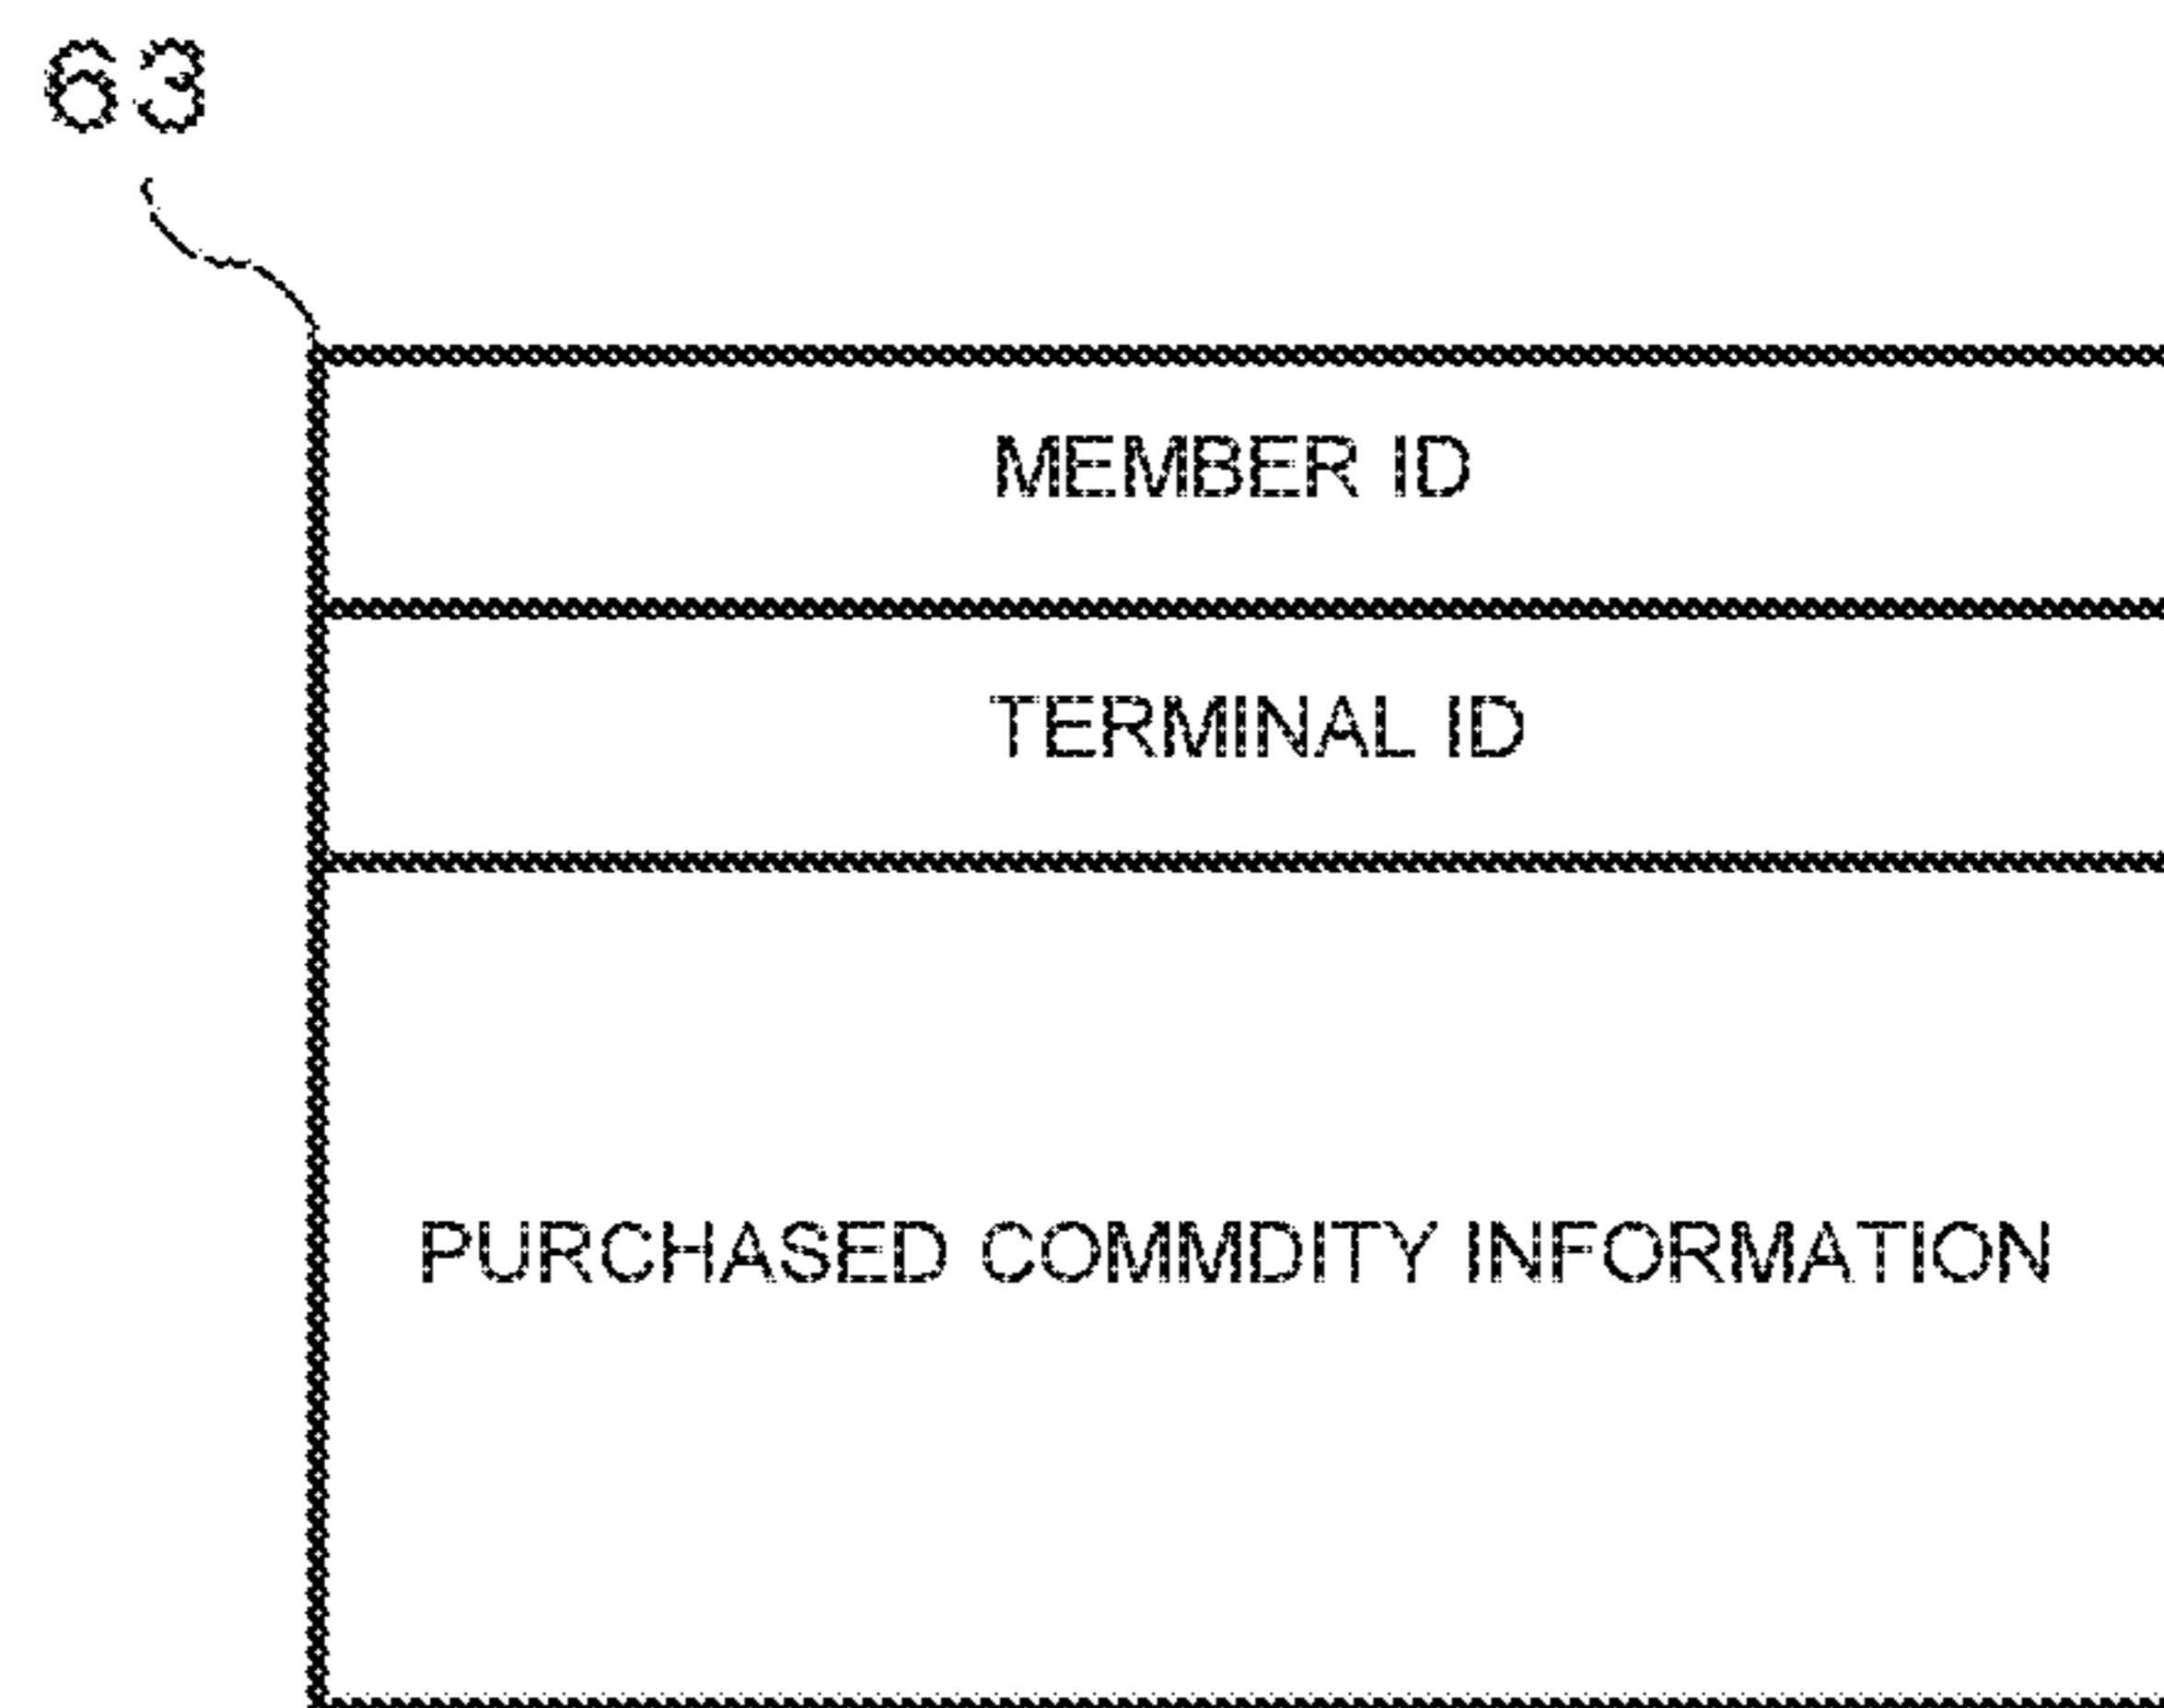 63
MEMBER ID
TERMINAL ID
PURCHASED COMMDITY INFORMATION